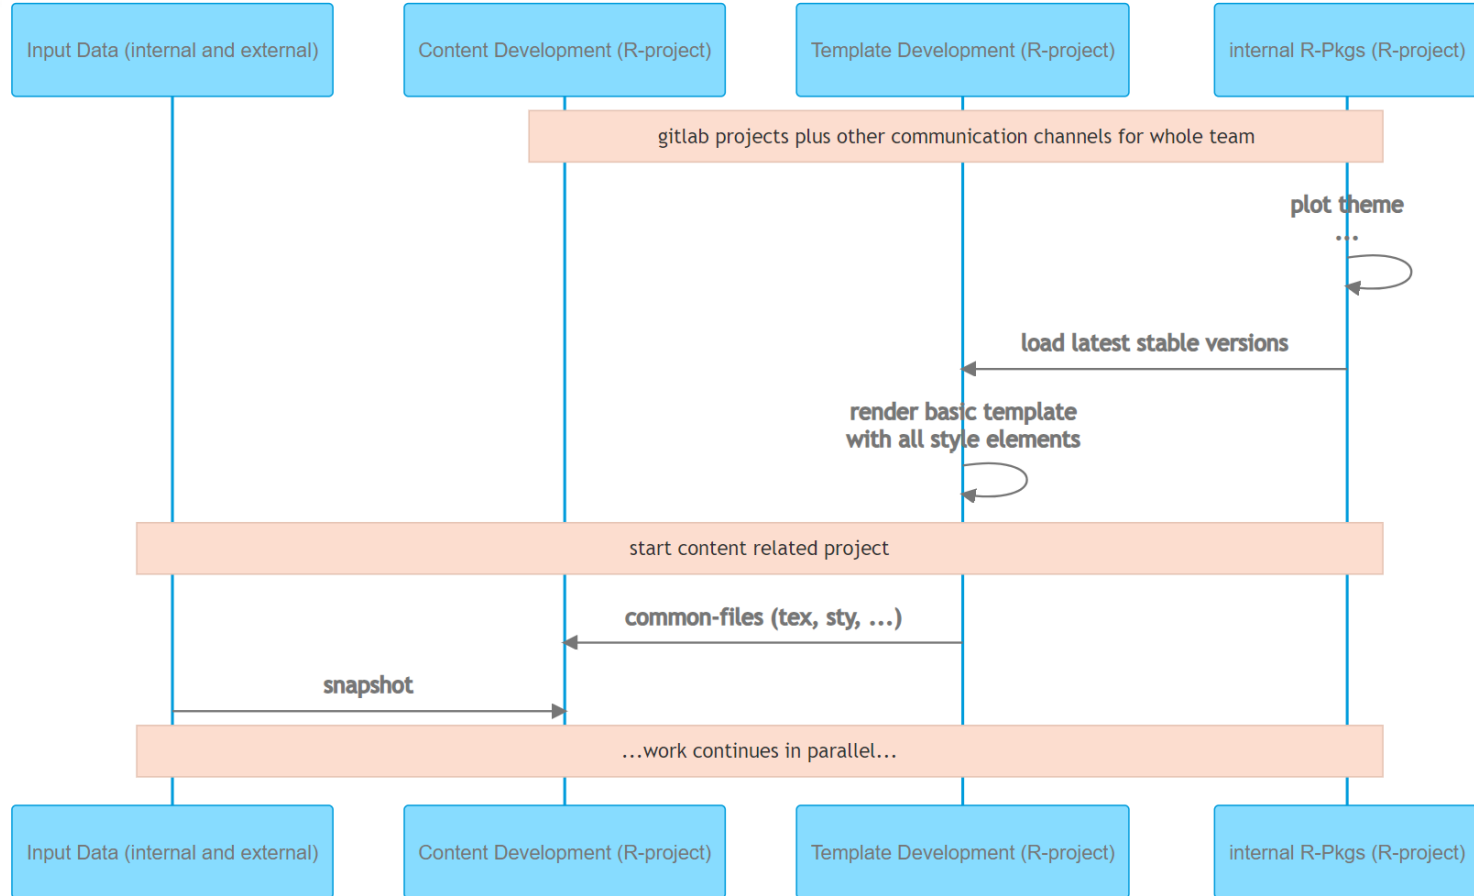 Input Data (internal and external)
Content Development (R-project)
Template Development (R-project)
internal R-Pkgs (R-project)
gitlab projects plus other communication channels for whole team
plot theme
...
load latest stable versions
render basic template
with all style elements
start content related project
common-files (tex, sty, ...)
snapshot
...work continues in parallel...
Input Data (internal and external)
Content Development (R-project)
Template Development (R-project)
internal R-Pkgs (R-project)